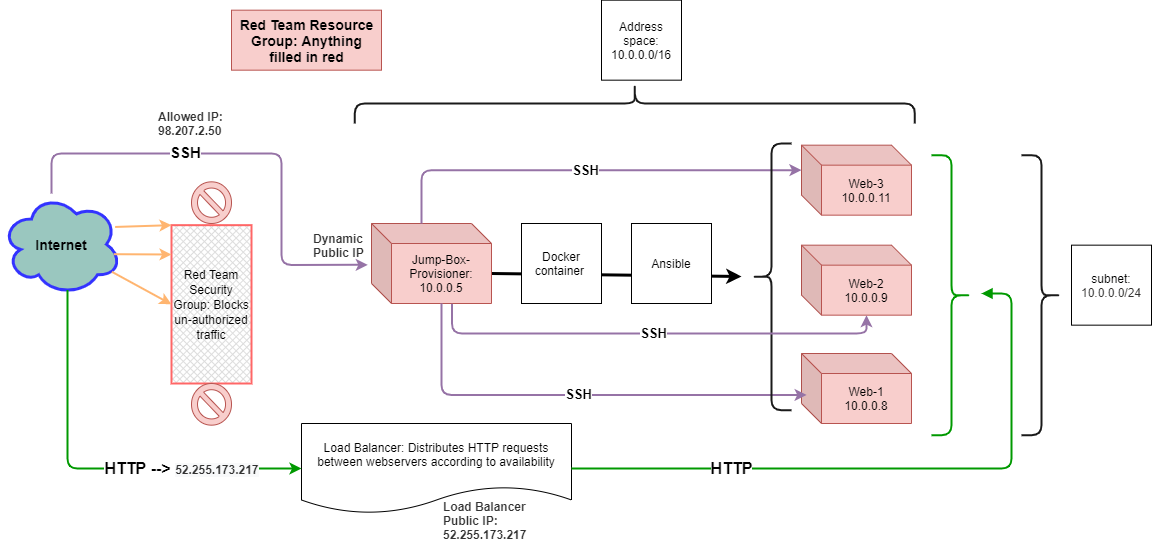 Red Team Resource
Group: Anything
filled in red
Address
space:
10.0.0.0/16
Allowed IP:
98.207.2.50
SSH
SSH
Web-3
10.0.0.11
Internet
Dynamic
Public IP
Jump-Box-
Provisioner:
10.0.0.5
Docker
container
Ansible
Web-2
10.0.0.9
subnet:
10.0.0.0/24
Red Team
Security
Group: Blocks
un-authorized
traffic
SSH
SSH
Web-1
10.0.0.8
Load Balancer: Distributes HTTP requests
between webservers according to availability
HTTP --> 52.255.173.217
HTTP
Load Balancer
Public IP:
52.255.173.217